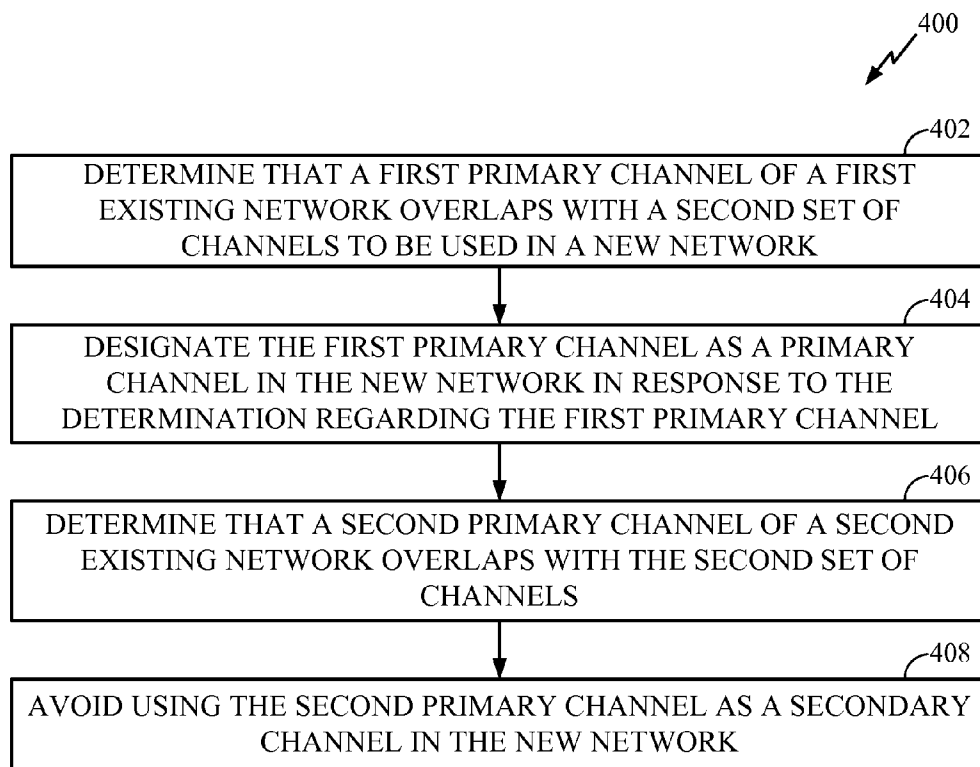 400
402
DETERMINE THAT A FIRST PRIMARY CHANNEL OF A FIRST
EXISTING NETWORK OVERLAPS WITH A SECOND SET OF
CHANNELS TO BE USED IN A NEW NETWORK
404
DESIGNATE THE FIRST PRIMARY CHANNEL AS A PRIMARY
CHANNEL IN THE NEW NETWORK IN RESPONSE TO THE
DETERMINATION REGARDING THE FIRST PRIMARY CHANNEL
406
DETERMINE THAT A SECOND PRIMARY CHANNEL OF A SECOND
EXISTING NETWORK OVERLAPS WITH THE SECOND SET OF
CHANNELS
408
AVOID USING THE SECOND PRIMARY CHANNEL AS A SECONDARY
CHANNEL IN THE NEW NETWORK